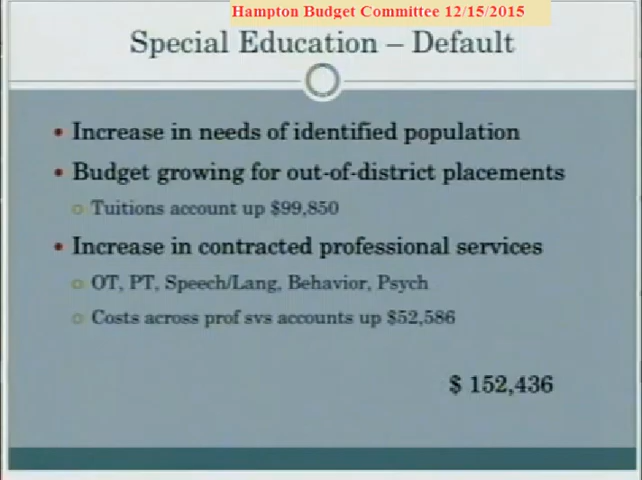 Hampton Budget Committee 12/15/2015
Special Education – Default
• Increase in needs of identified population
• Budget growing for out-of-district placements
○ Tuitions account up $99,850
• Increase in contracted professional services
○ OT, PT, Speech/Lang, Behavior, Psych
○ Costs across prof svs accounts up $52,586
$ 152,436